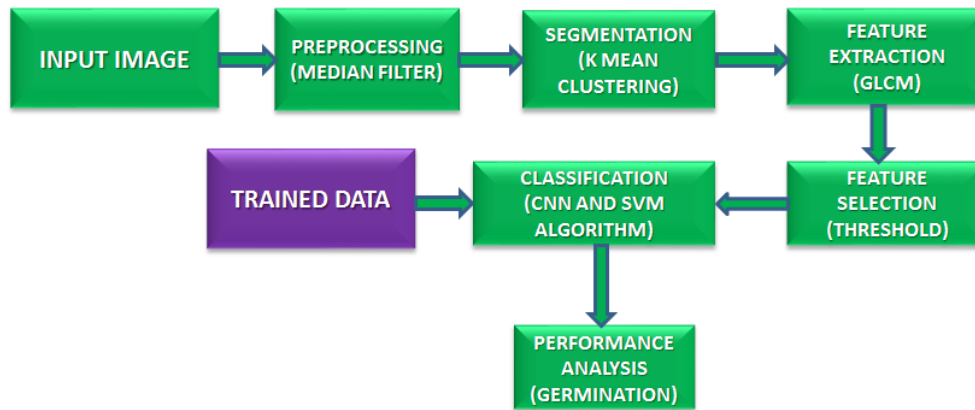 INPUT IMAGE
PREPROCESSING
(MEDIAN FILTER)
SEGMENTATION
(K MEAN
CLUSTERING)
FEATURE
EXTRACTION
(GLCM)
TRAINED DATA
CLASSIFICATION
(CNN AND SVM
ALGORITHM)
FEATURE
SELECTION
(THRESHOLD)
PERFORMANCE
ANALYSIS
(GERMINATION)